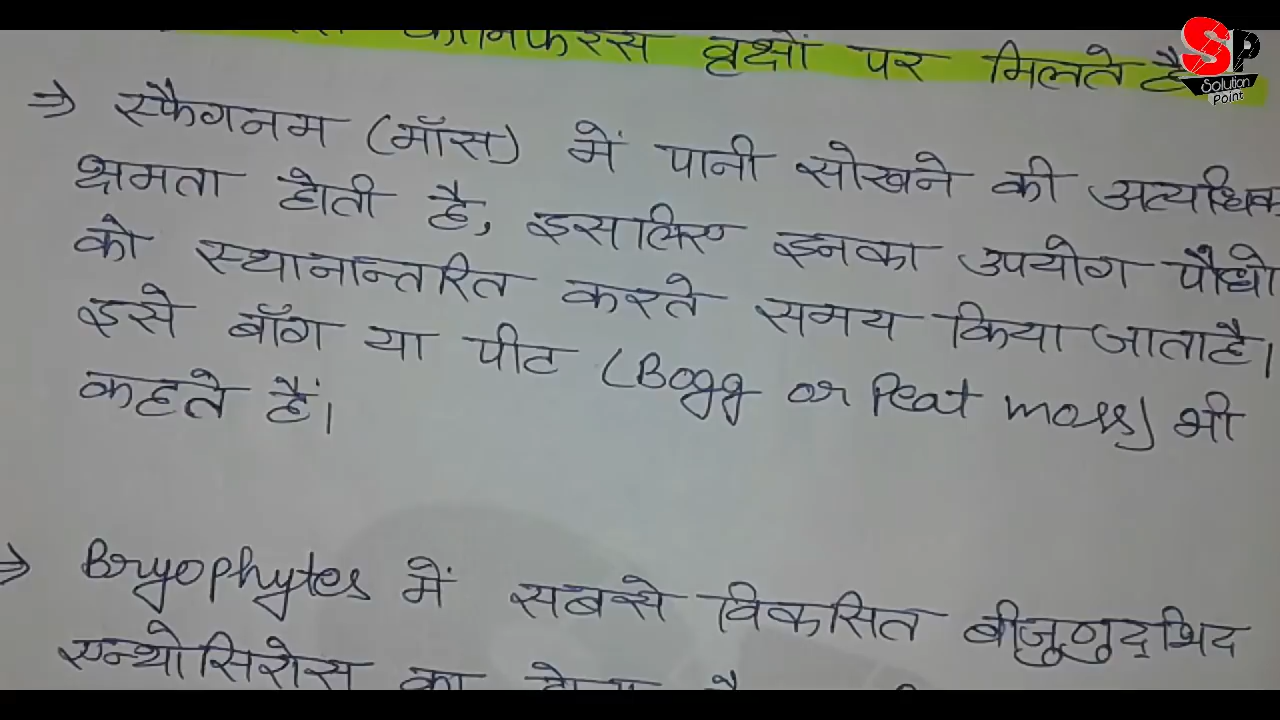 कोनिफरस वृक्षों पर मिलते है
SP
Solution
Point
⇒ स्फैगनम (मॉस) में पानी सोखने की अत्यधिक
क्षमता होती है, इसलिए इनका उपयोग पौधो
को स्थानान्तरित करते समय किया जाता है।
इसे बॉग या पीट (Bogg or Peat moss) भी
कहते हैं।
⇒ Bryophytes में सबसे विकसित बीजुणुद्भिद
एन्थोसिरोस का